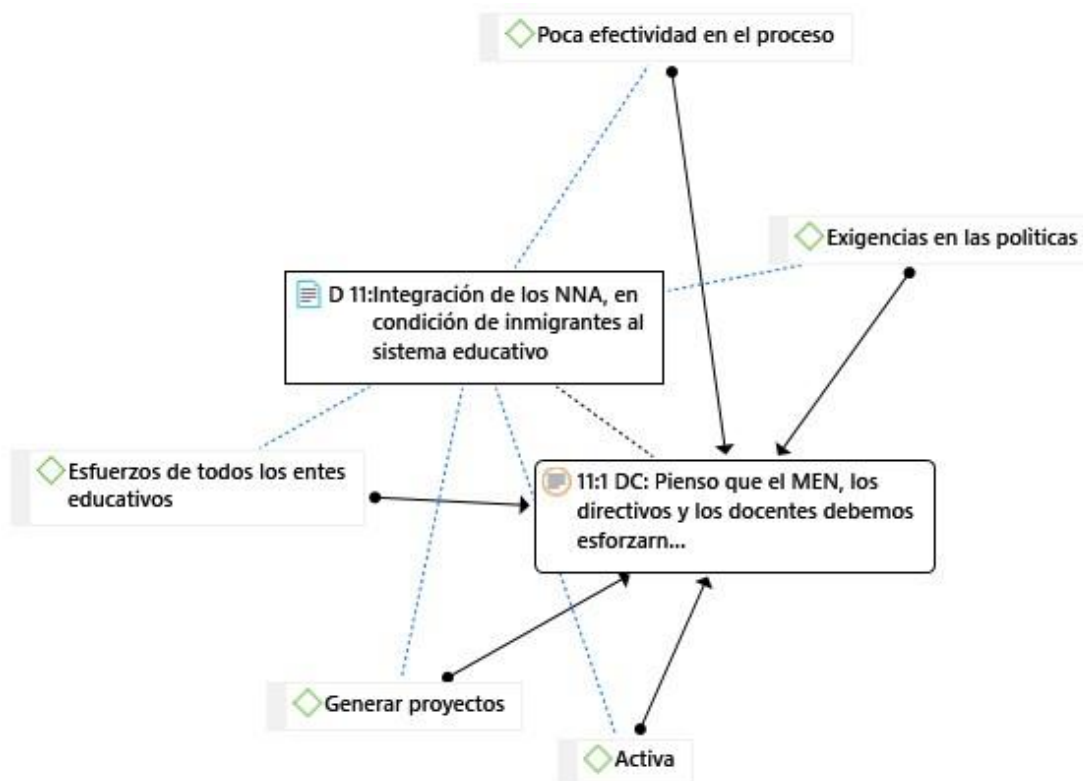 Poca efectividad en el proceso
Exigencias en las polìticas
D 11:Integración de los NNA, en
condición de inmigrantes al
sistema educativo
Esfuerzos de todos los entes
educativos
11:1 DC: Pienso que el MEN, los
directivos y los docentes debemos
esforzarn...
Generar proyectos
Activa